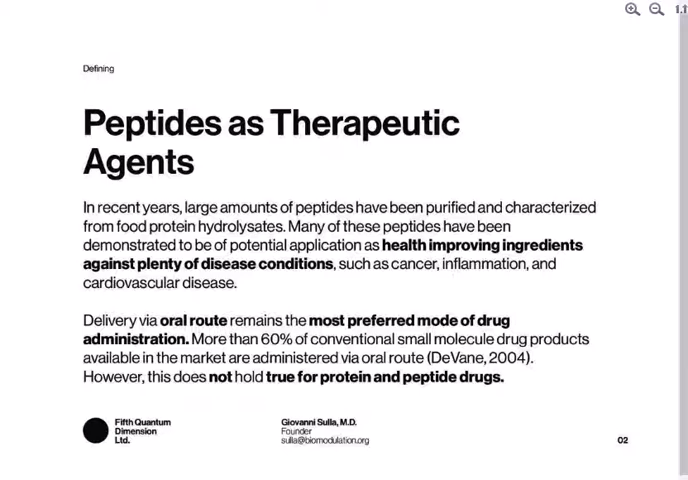 1.1
Defining
Peptides as Therapeutic
Agents
In recent years, large amounts of peptides have been purified and characterized
from food protein hydrolysates. Many of these peptides have been
demonstrated to be of potential application as health improving ingredients
against plenty of disease conditions, such as cancer, inflammation, and
cardiovascular disease.
Delivery via oral route remains the most preferred mode of drug
administration. More than 60% of conventional small molecule drug products
available in the market are administered via oral route (DeVane, 2004).
However, this does not hold true for protein and peptide drugs.
Fifth Quantum
Dimension
Ltd.
Giovanni Sulla, M.D.
Founder
sulla@biomodulation.org
02